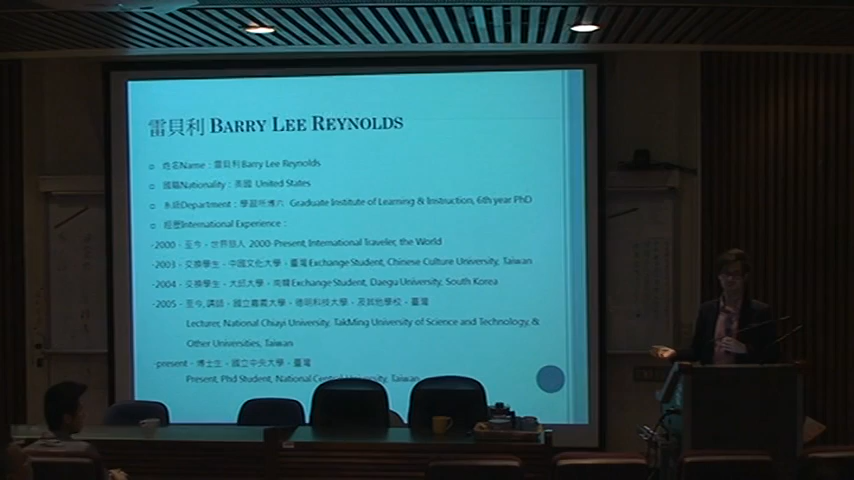 雷貝利 BARRY LEE REYNOLDS
姓名Name：雷貝利 Barry Lee Reynolds
國籍Nationality：美國 United States
系級Department：學習所博六 Graduate Institute of Learning & Instruction, 6th year PhD
經歷International Experience：
-2000，至今，世界旅人 2000-Present, International Traveler, the World
-2003，交換學生，中國文化大學，臺灣 Exchange Student, Chinese Culture University, Taiwan
-2004，交換學生，大邱大學，南韓 Exchange Student, Daegu University, South Korea
-2005，至今, 講師，國立嘉義大學，德明科技大學，及其他學校，臺灣
Lecturer, National Chiayi University, TakMing University of Science and Technology, &
Other Universities, Taiwan
-present，博士生，國立中央大學，臺灣
Present, Phd Student, National Central University, Taiwan